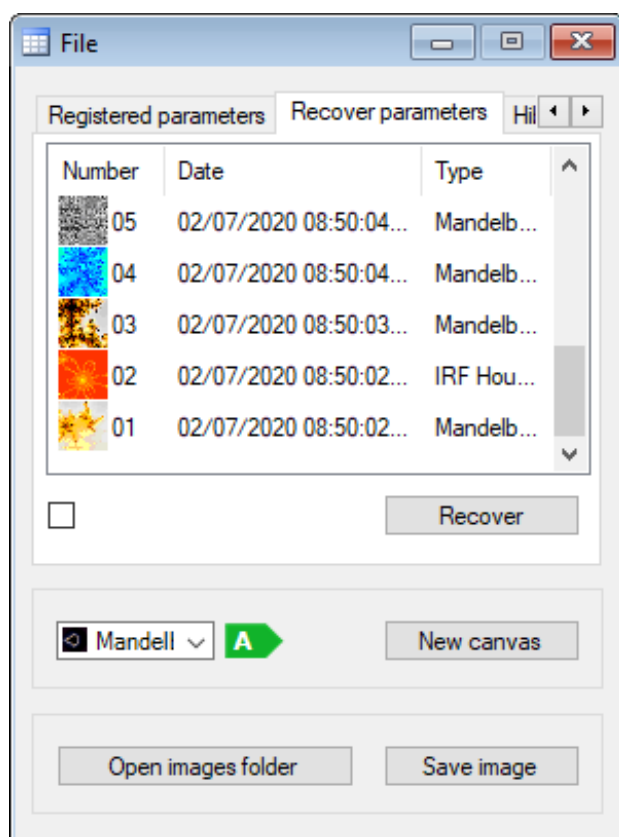 File
Registered parameters Recover parameters Hil
Number Date Type
05 02/07/2020 08:50:04... Mandelb...
04 02/07/2020 08:50:04... Mandelb...
03 02/07/2020 08:50:03... Mandelb...
02 02/07/2020 08:50:02... IRF Hou...
01 02/07/2020 08:50:02... Mandelb...
Recover
Mandell A New canvas
Open images folder Save image